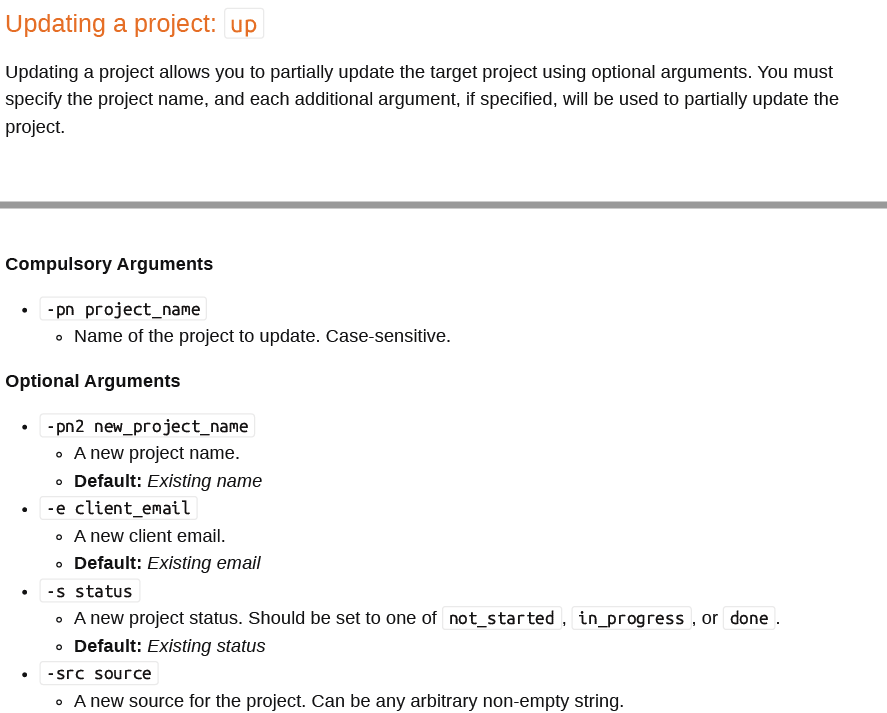 Updating a project: up
Updating a project allows you to partially update the target project using optional arguments. You must
specify the project name, and each additional argument, if specified, will be used to partially update the
project.
Compulsory Arguments
-pn project_name
Name of the project to update. Case-sensitive.
Optional Arguments
-pn2 new_project_name
A new project name.
Default: Existing name
-e client_email
A new client email.
Default: Existing email
-s status
A new project status. Should be set to one of not_started, in_progress, or done.
Default: Existing status
-src source
A new source for the project. Can be any arbitrary non-empty string.